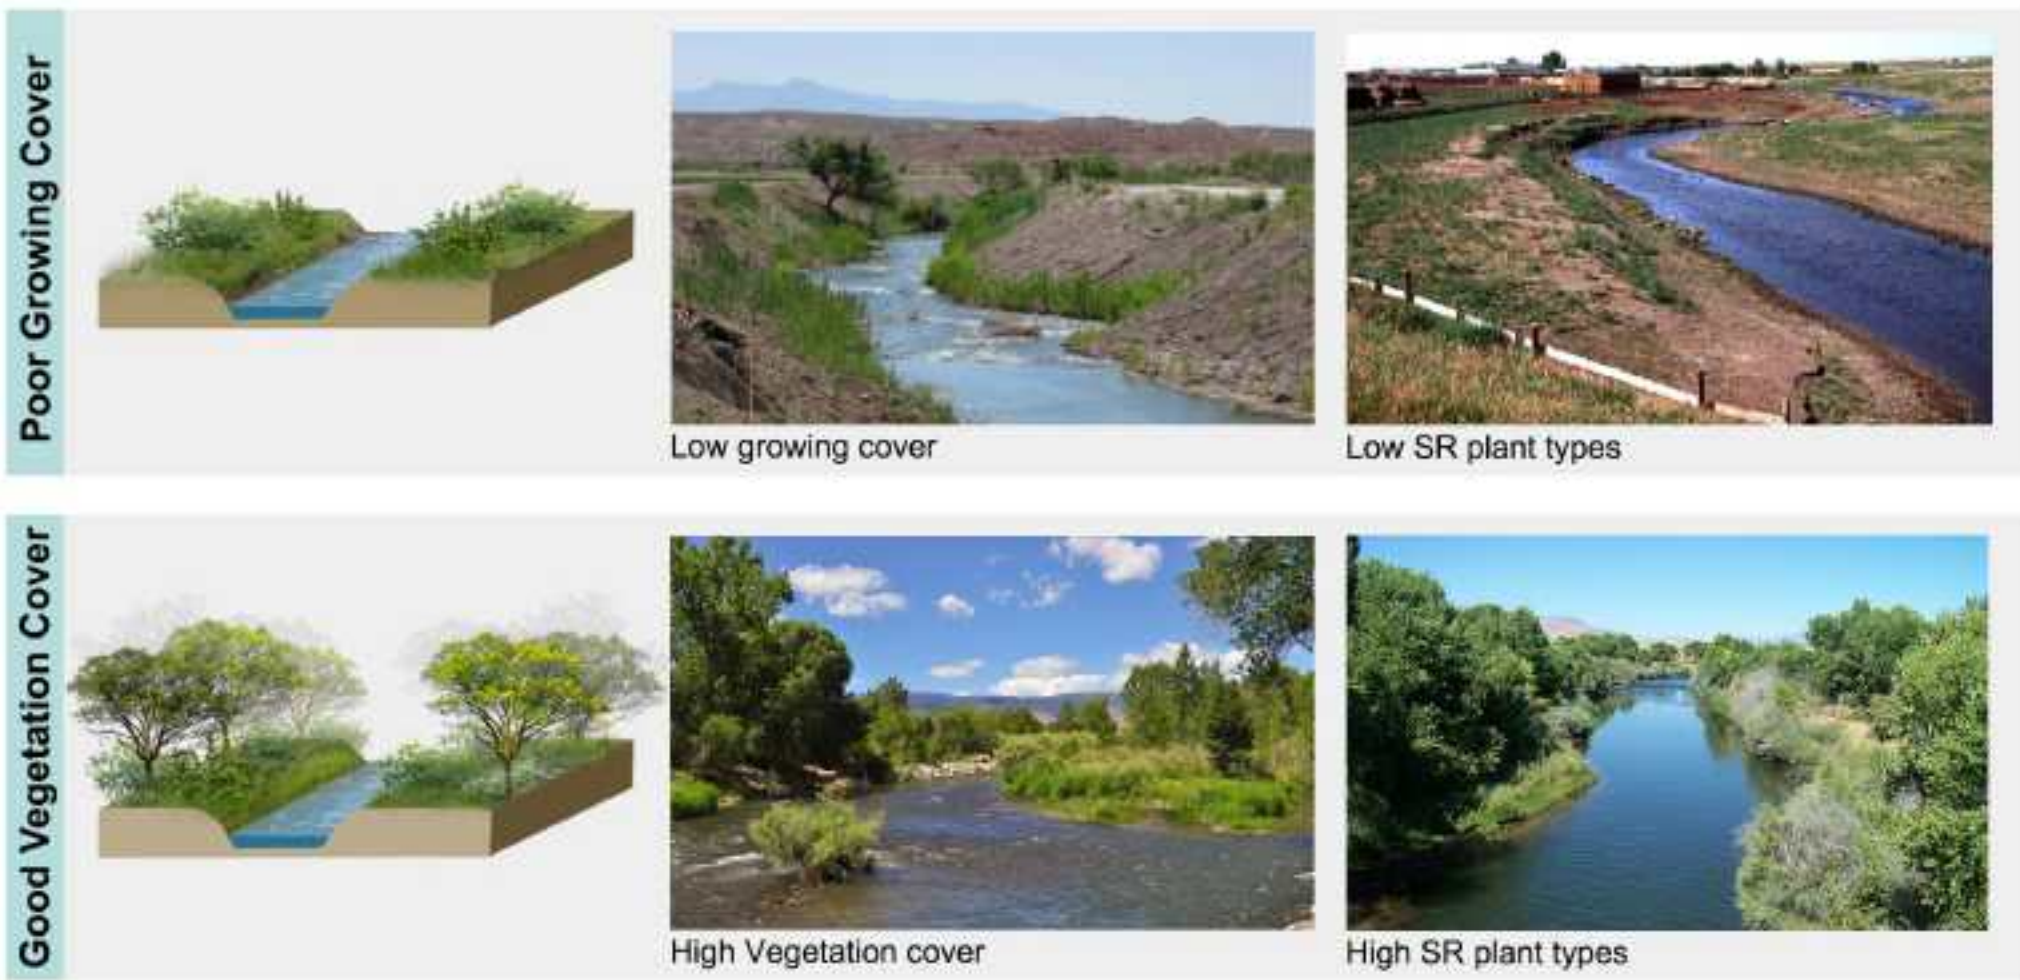 Poor Growing Cover
Low growing cover
Low SR plant types
Good Vegetation Cover
High Vegetation cover
High SR plant types